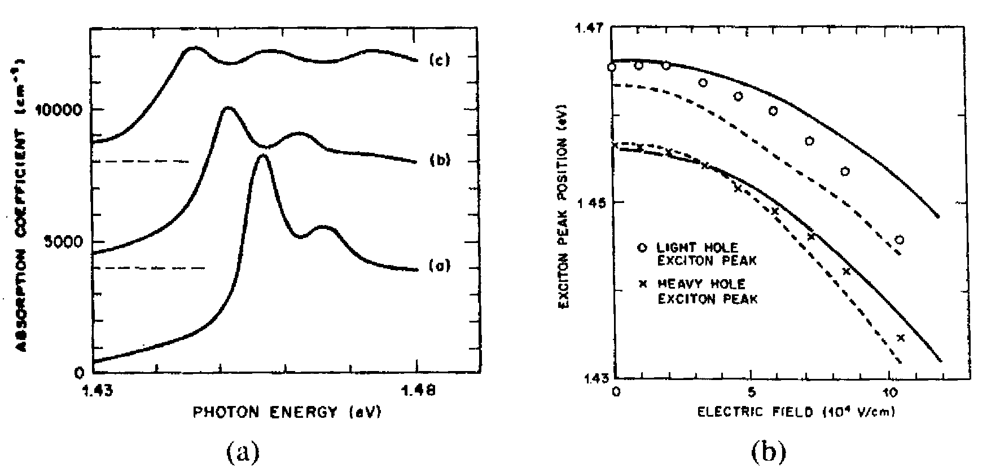 ABSORPTION COEFFICIENT (cm⁻¹)
10000
5000
0
1.43
1.48
PHOTON ENERGY (eV)
(c)
(b)
(a)
(a)
EXCITON PEAK POSITION (eV)
1.47
1.45
1.43
0
5
10
ELECTRIC FIELD (10⁴ V/cm)
○ LIGHT HOLE
EXCITON PEAK
× HEAVY HOLE
EXCITON PEAK
(b)